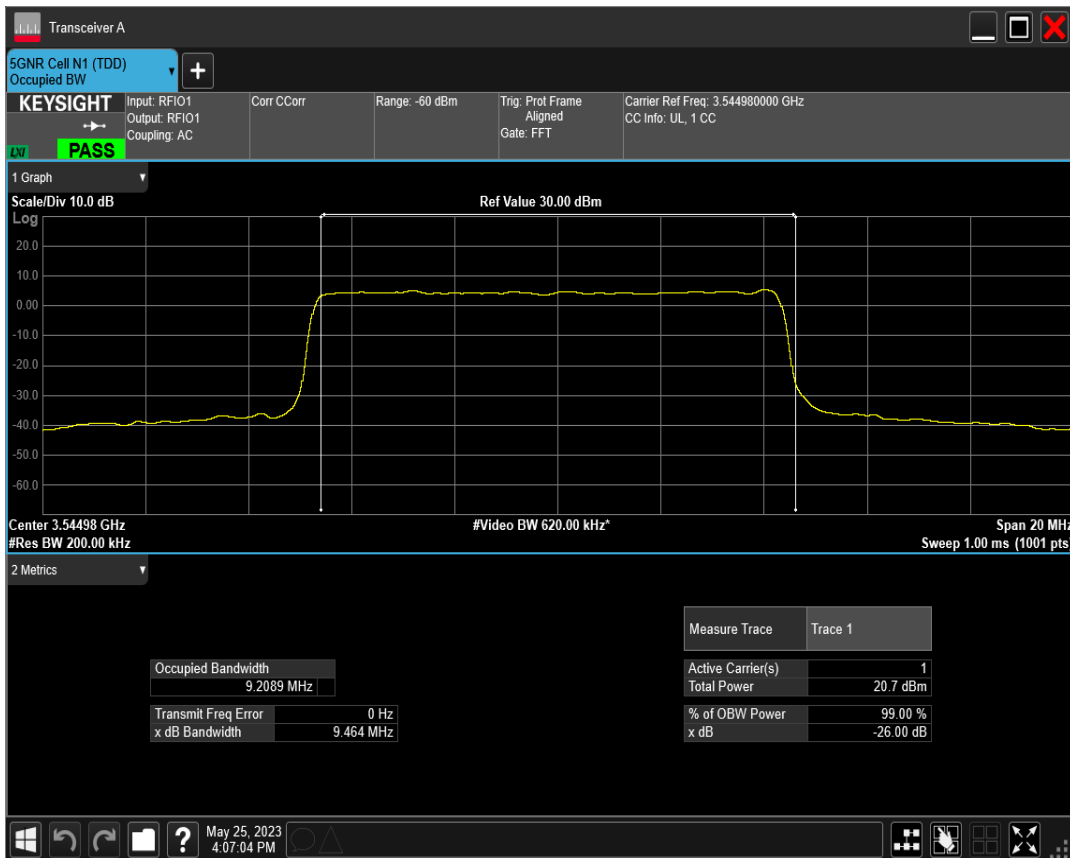 Transceiver A
5GNR Cell N1 (TDD)
Occupied BW
+
KEYSIGHT
LXI
PASS
Input: RFIO1
Output: RFIO1
Coupling: AC
Corr CCorr
Range: -60 dBm
Trig: Prot Frame
Aligned
Gate: FFT
Carrier Ref Freq: 3.544980000 GHz
CC Info: UL, 1 CC
1 Graph
Scale/Div 10.0 dB
Ref Value 30.00 dBm
Log
20.0
10.0
0.00
-10.0
-20.0
-30.0
-40.0
-50.0
-60.0
Center 3.54498 GHz
#Video BW 620.00 kHz*
Span 20 MHz
#Res BW 200.00 kHz
Sweep 1.00 ms (1001 pts)
2 Metrics
Measure Trace Trace 1
Occupied Bandwidth
9.2089 MHz
Active Carrier(s) 1
Total Power 20.7 dBm
Transmit Freq Error 0 Hz
x dB Bandwidth 9.464 MHz
% of OBW Power 99.00 %
x dB -26.00 dB
?
May 25, 2023
4:07:04 PM